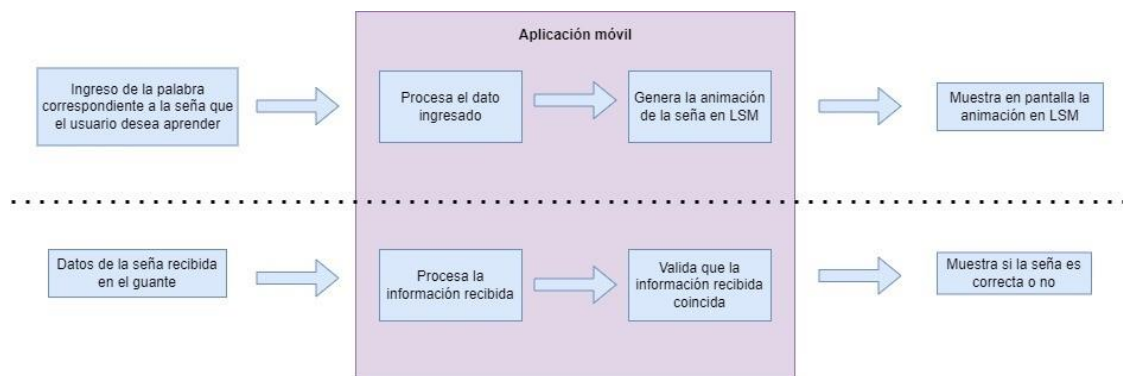 Aplicación móvil
Ingreso de la palabra
correspondiente a la seña que
el usuario desea aprender
Procesa el dato
ingresado
Genera la animación
de la seña en LSM
Muestra en pantalla la
animación en LSM
Datos de la seña recibida
en el guante
Procesa la
información recibida
Valida que la
información recibida
coincida
Muestra si la seña es
correcta o no